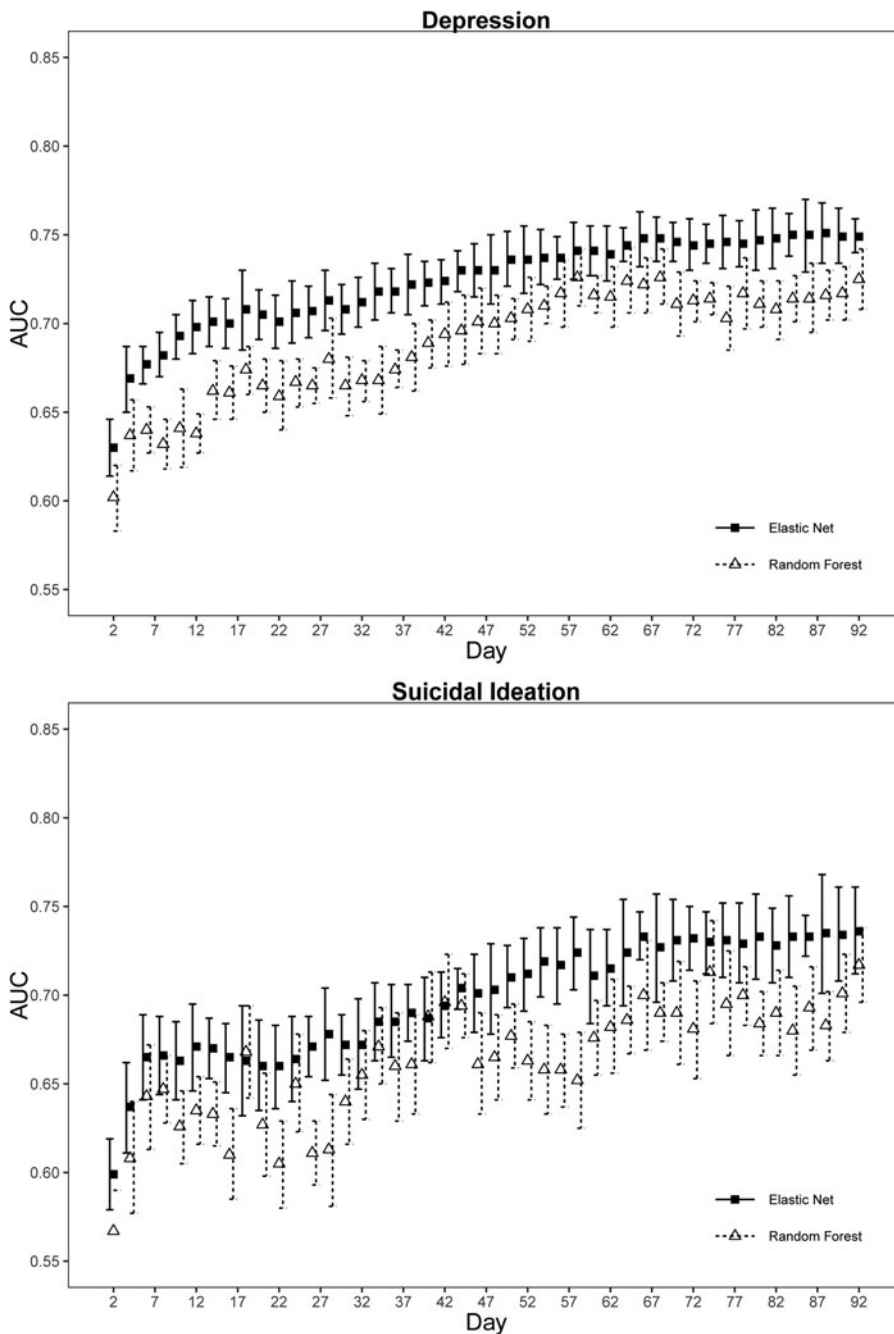 Depression
0.85
0.80
0.75
0.70
0.65
0.60
0.55
AUC
Elastic Net
Random Forest
2 7 12 17 22 27 32 37 42 47 52 57 62 67 72 77 82 87 92
Day
Suicidal Ideation
0.85
0.80
0.75
0.70
0.65
0.60
0.55
AUC
Elastic Net
Random Forest
2 7 12 17 22 27 32 37 42 47 52 57 62 67 72 77 82 87 92
Day